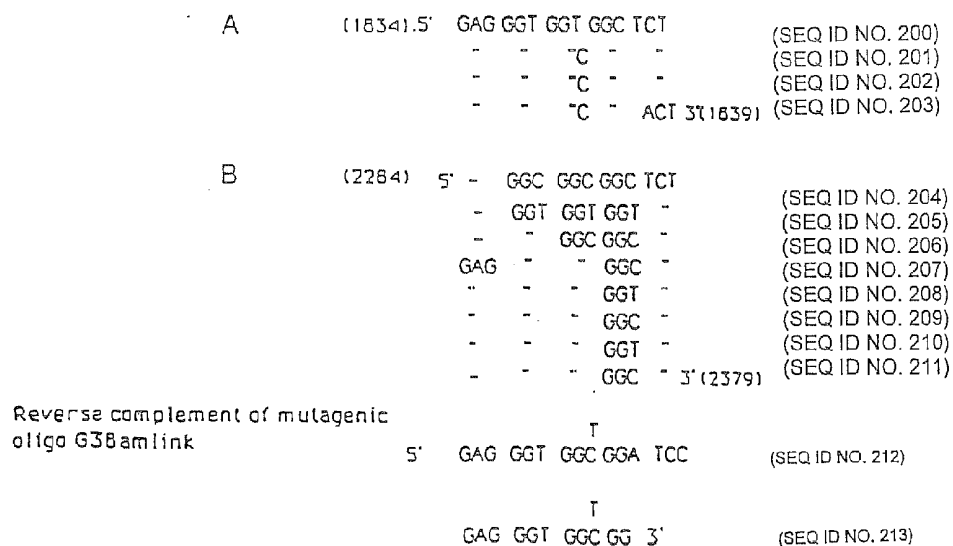 A (1834).5' GAG GGT GGT GGC TCT (SEQ ID NO. 200)
- - "C - - (SEQ ID NO. 201)
- - "C - - (SEQ ID NO. 202)
- - "C - ACT 3'(1839) (SEQ ID NO. 203)
B (2284) 5' - GGC GGC GGC TCT (SEQ ID NO. 204)
- GGT GGT GGT - (SEQ ID NO. 205)
- - GGC GGC - (SEQ ID NO. 206)
GAG - - GGC - (SEQ ID NO. 207)
" - - GGT - (SEQ ID NO. 208)
- - - GGC - (SEQ ID NO. 209)
- - - GGT - (SEQ ID NO. 210)
- - - GGC - 3'(2379) (SEQ ID NO. 211)
Reverse complement of mutagenic
oligo G38amlink
T
5' GAG GGT GGC GGA TCC (SEQ ID NO. 212)
T
GAG GGT GGC GG 3' (SEQ ID NO. 213)